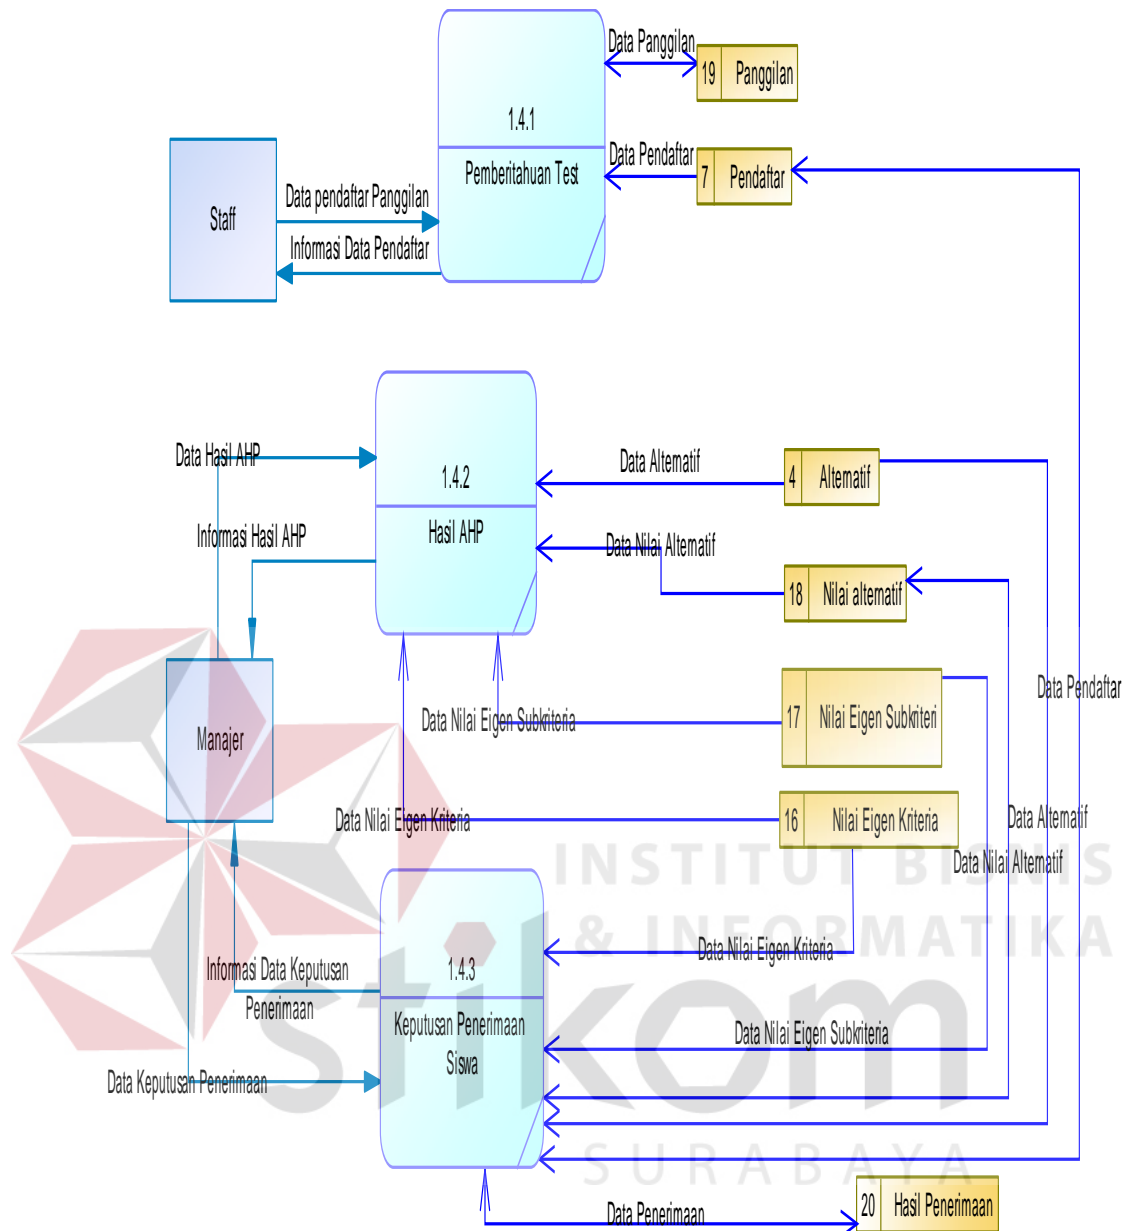 Data Panggilan
19 Panggilan
1.4.1
Pemberitahuan Test
Data Pendaftar
7 Pendaftar
Staff
Data pendaftar Panggilan
Informasi Data Pendaftar
Data Hasil AHP
1.4.2
Hasil AHP
Data Alternatif
4 Alternatif
Informasi Hasil AHP
Data Nilai Alternatif
18 Nilai alternatif
Data Pendaftar
Data Nilai Eigen Subkriteria
17 Nilai Eigen Subkriteri
Manajer
Data Nilai Eigen Kriteria
16 Nilai Eigen Kriteria
Data Alternatif
Data Nilai Alternatif
INSTITUT BISNIS
& INFORMATIKA
Data Nilai Eigen Kriteria
1.4.3
Keputusan Penerimaan
Siswa
Informasi Data Keputusan
Penerimaan
stikom
Data Nilai Eigen Subkriteria
Data Keputusan Penerimaan
SURABAYA
Data Penerimaan
20 Hasil Penerimaan